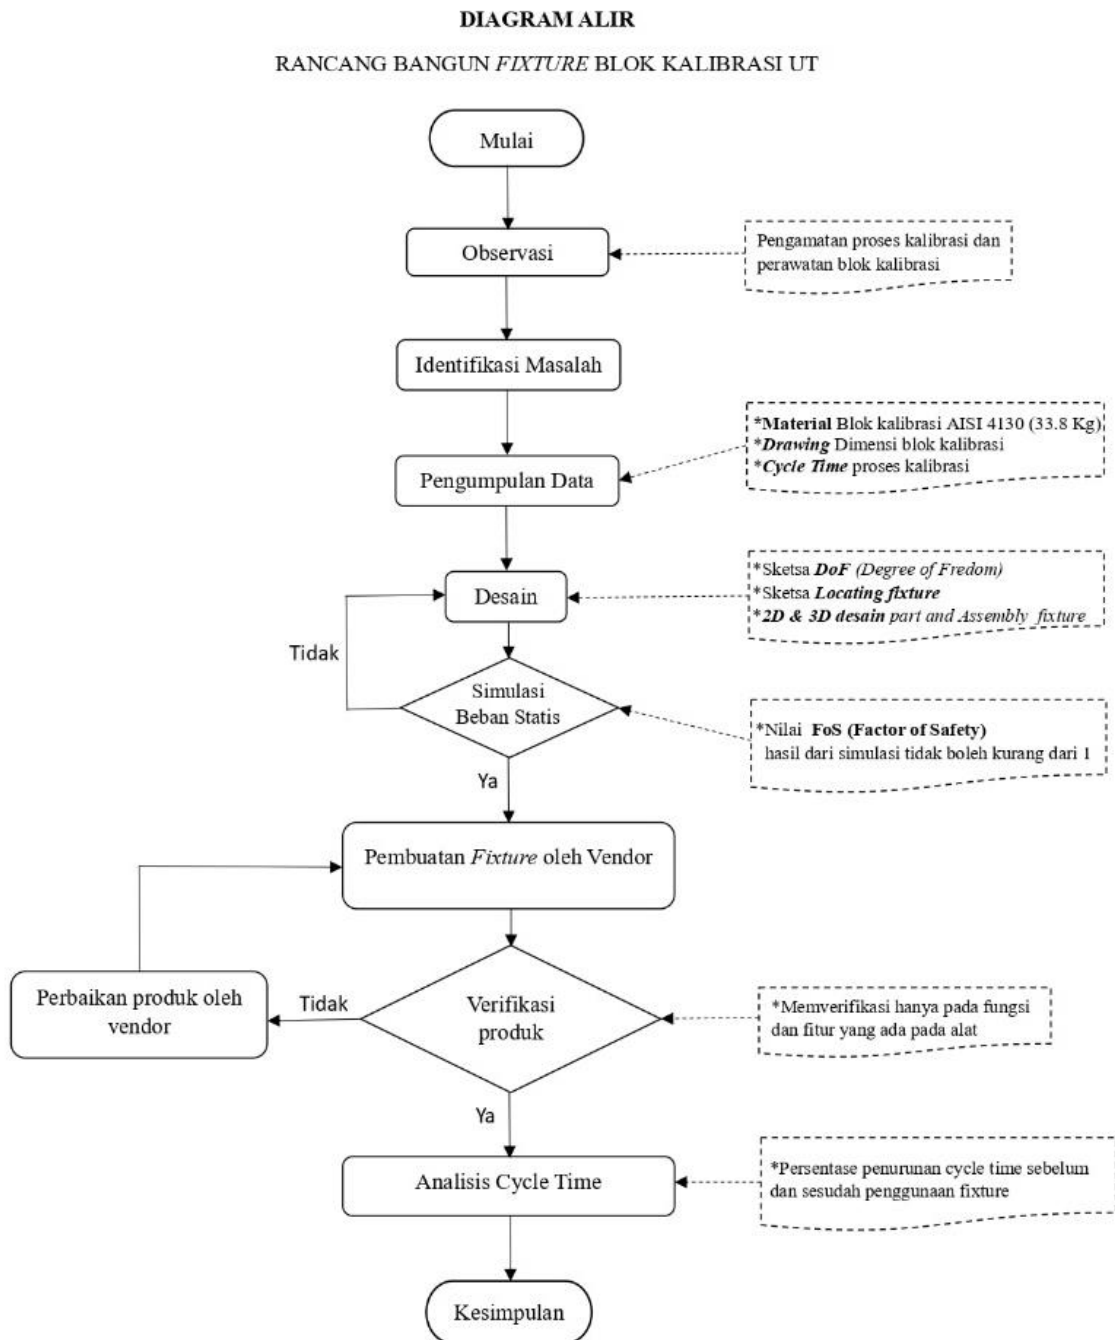 DIAGRAM ALIR
RANCANG BANGUN FIXTURE BLOK KALIBRASI UT
Mulai
Observasi
Pengamatan proses kalibrasi dan
perawatan blok kalibrasi
Identifikasi Masalah
Pengumpulan Data
*Material Blok kalibrasi AISI 4130 (33.8 Kg)
*Drawing Dimensi blok kalibrasi
*Cycle Time proses kalibrasi
Desain
*Sketsa DoF (Degree of Fredom)
*Sketsa Locating fixture
*2D & 3D desain part and Assembly fixture
Tidak
Simulasi
Beban Statis
*Nilai FoS (Factor of Safety)
hasil dari simulasi tidak boleh kurang dari 1
Ya
Pembuatan Fixture oleh Vendor
Perbaikan produk oleh
vendor
Tidak
Verifikasi
produk
*Memverifikasi hanya pada fungsi
dan fitur yang ada pada alat
Ya
Analisis Cycle Time
*Persentase penurunan cycle time sebelum
dan sesudah penggunaan fixture
Kesimpulan